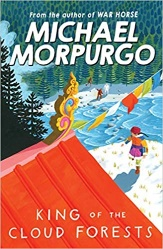 From the author of WAR HORSE
MICHAEL
MORPURGO
KING OF THE
CLOUD FORESTS